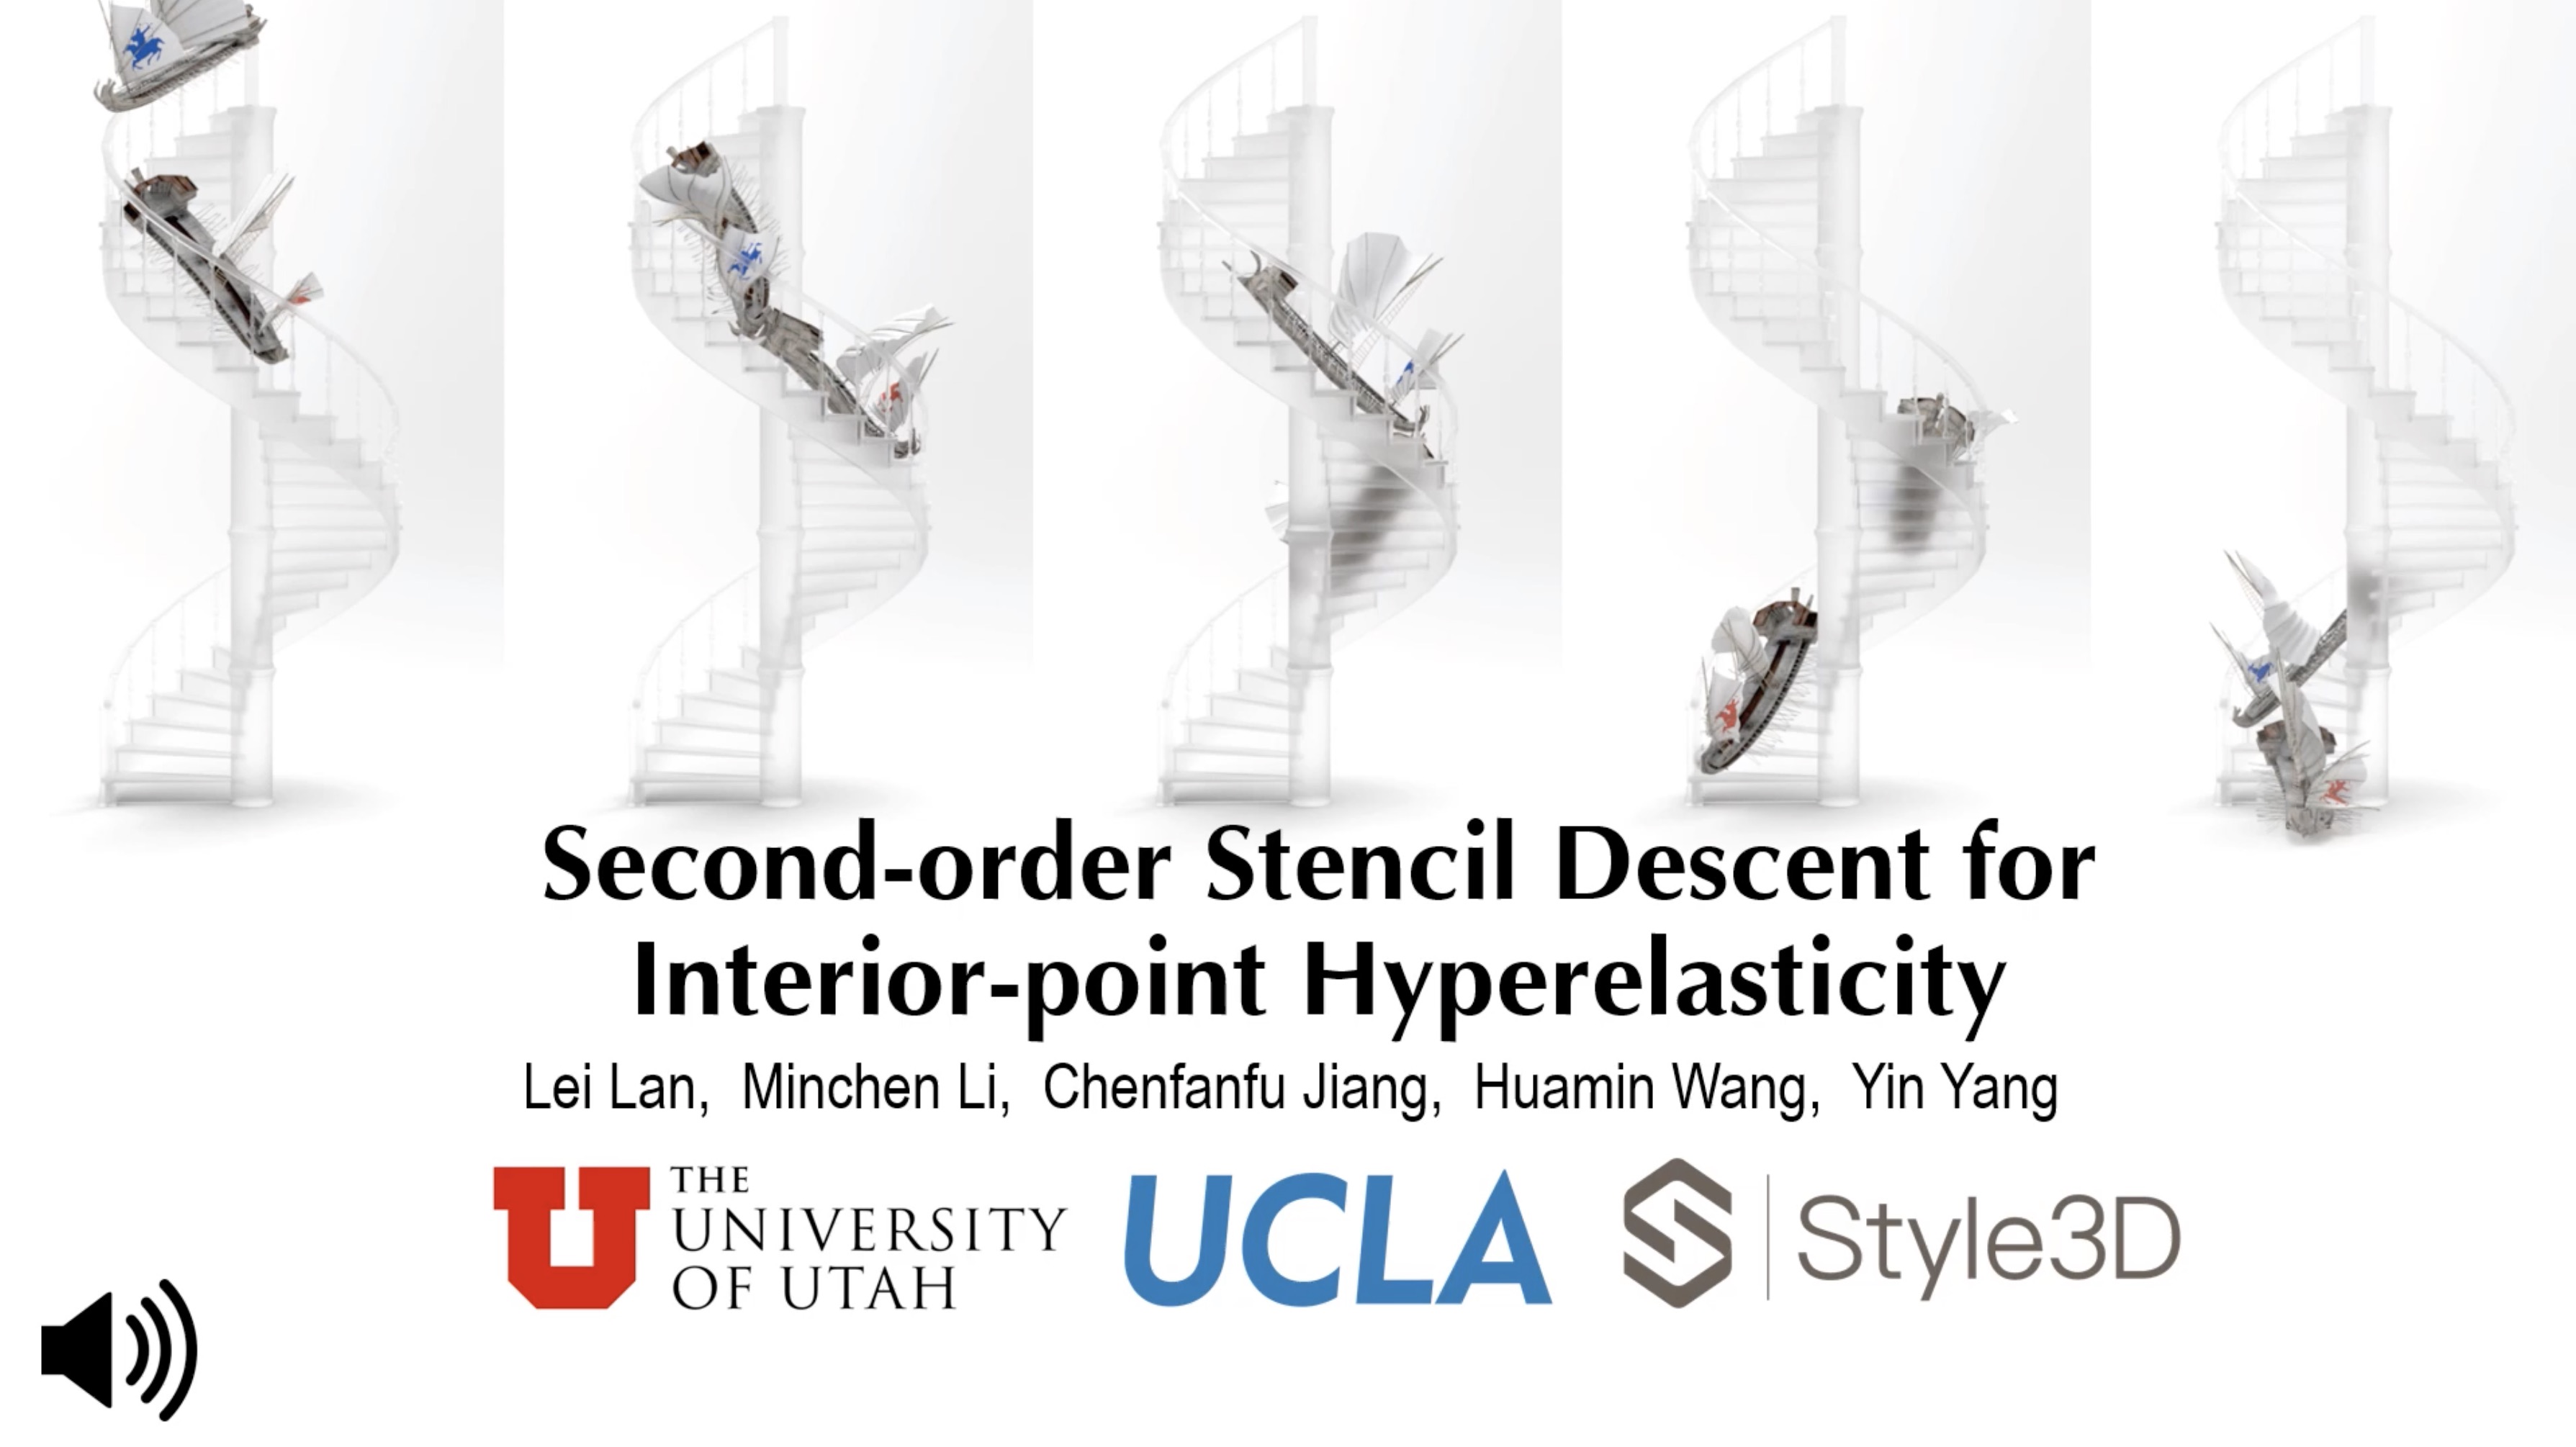 Second-order Stencil Descent for
Interior-point Hyperelasticity
Lei Lan, Minchen Li, Chenfanfu Jiang, Huamin Wang, Yin Yang
THE
UNIVERSITY
OF UTAH
UCLA
Style3D